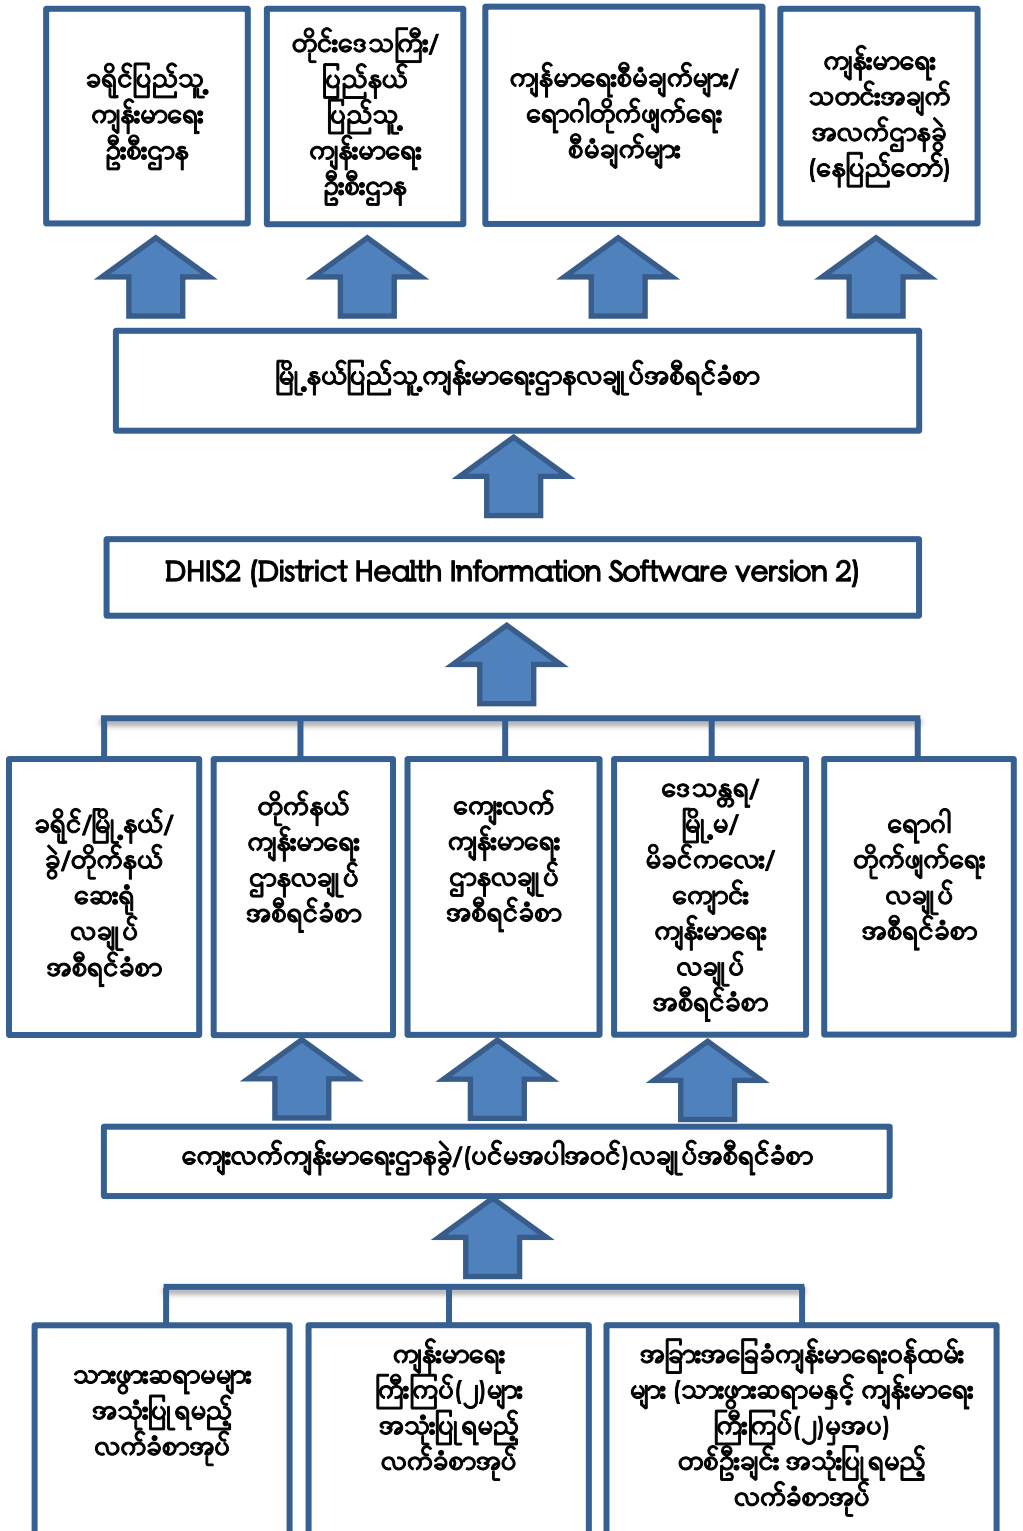 ခရိုင်ပြည်သူ့
ကျန်းမာရေး
ဦးစီးဌာန
တိုင်းဒေသကြီး/
ပြည်နယ်
ပြည်သူ့
ကျန်းမာရေး
ဦးစီးဌာန
ကျန်မာရေးစီမံချက်များ/
ရောဂါတိုက်ဖျက်ရေး
စီမံချက်များ
ကျန်းမာရေး
သတင်းအချက်
အလက်ဌာနခွဲ
(နေပြည်တော်)
မြို့နယ်ပြည်သူ့ကျန်းမာရေးဌာနလချုပ်အစီရင်ခံစာ
DHIS2 (District Health Information Software version 2)
ခရိုင်/မြို့နယ်/
ခွဲ/တိုက်နယ်
ဆေးရုံ
လချုပ်
အစီရင်ခံစာ
တိုက်နယ်
ကျန်းမာရေး
ဌာနလချုပ်
အစီရင်ခံစာ
ကျေးလက်
ကျန်းမာရေး
ဌာနလချုပ်
အစီရင်ခံစာ
ဒေသန္တရ/
မြို့မ/
မိခင်ကလေး/
ကျောင်း
ကျန်းမာရေး
လချုပ်
အစီရင်ခံစာ
ရောဂါ
တိုက်ဖျက်ရေး
လချုပ်
အစီရင်ခံစာ
ကျေးလက်ကျန်းမာရေးဌာနခွဲ/(ပင်မအပါအဝင်)လချုပ်အစီရင်ခံစာ
သားဖွားဆရာမများ
အသုံးပြုရမည့်
လက်ခံစာအုပ်
ကျန်းမာရေး
ကြီးကြပ်(၂)များ
အသုံးပြုရမည့်
လက်ခံစာအုပ်
အခြားအခြေခံကျန်းမာရေးဝန်ထမ်း
များ (သားဖွားဆရာမနှင့် ကျန်းမာရေး
ကြီးကြပ်(၂)မှအပ)
တစ်ဦးချင်း အသုံးပြုရမည့်
လက်ခံစာအုပ်